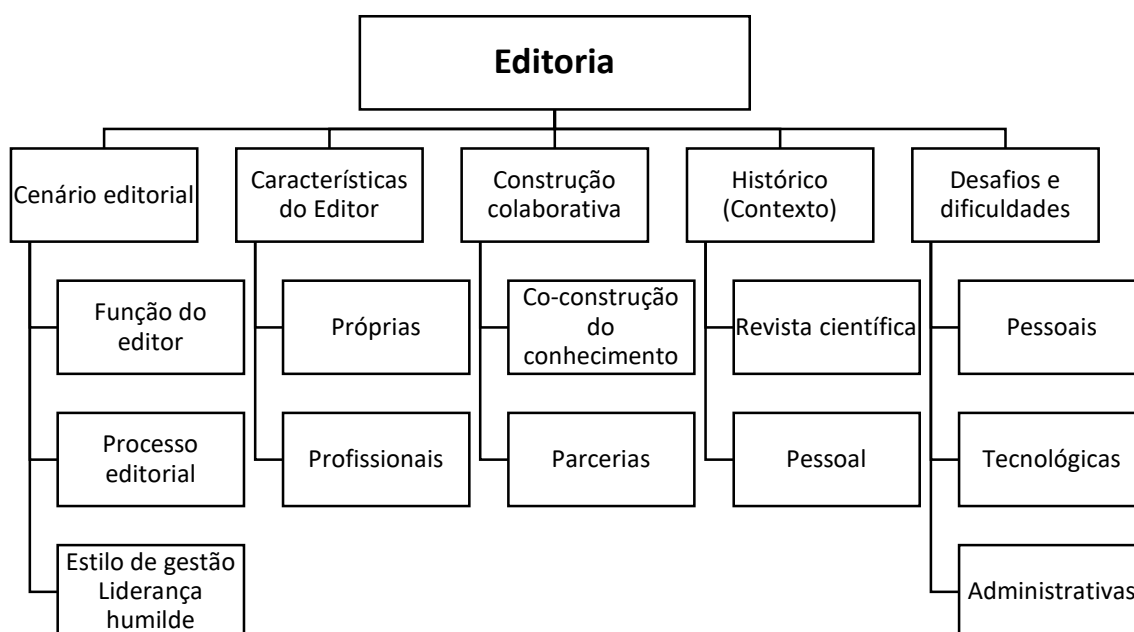 Editoria
Cenário editorial
Características
do Editor
Construção
colaborativa
Histórico
(Contexto)
Desafios e
dificuldades
Função do
editor
Próprias
Co-construção
do
conhecimento
Revista científica
Pessoais
Processo
editorial
Profissionais
Parcerias
Pessoal
Tecnológicas
Estilo de gestão
Liderança
humilde
Administrativas